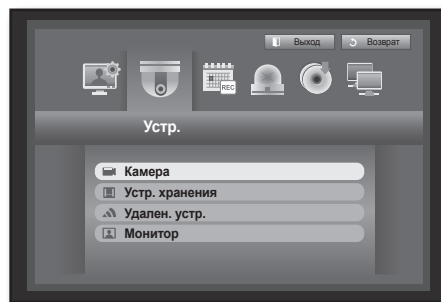 Выход Возврат
REC
Устр.
Камера
Устр. хранения
Удален. устр.
Монитор